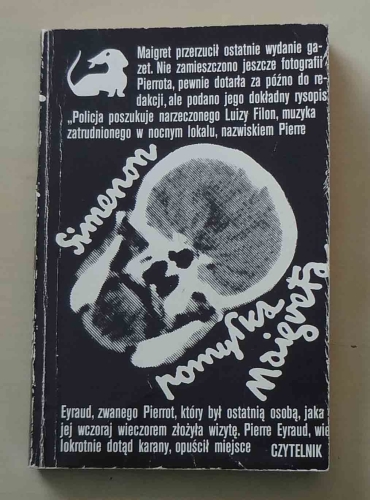 Maigret przerzucił ostatnie wydanie ga-
zet. Nie zamieszczono jeszcze fotografii
Pierrota, pewnie dotarła za późno do re-
dakcji, ale podano jego dokładny rysopis
„Policja poszukuje narzeczonego Luizy Filon, muzyka
zatrudnionego w nocnym lokalu, nazwiskiem Pierre
Simenon
pomyłka
Maigreta
Eyraud, zwanego Pierrot, który był ostatnią osobą, jaka
jej wczoraj wieczorem złożyła wizytę. Pierre Eyraud, wie
lokrotnie dotąd karany, opuścił miejsce
CZYTELNIK